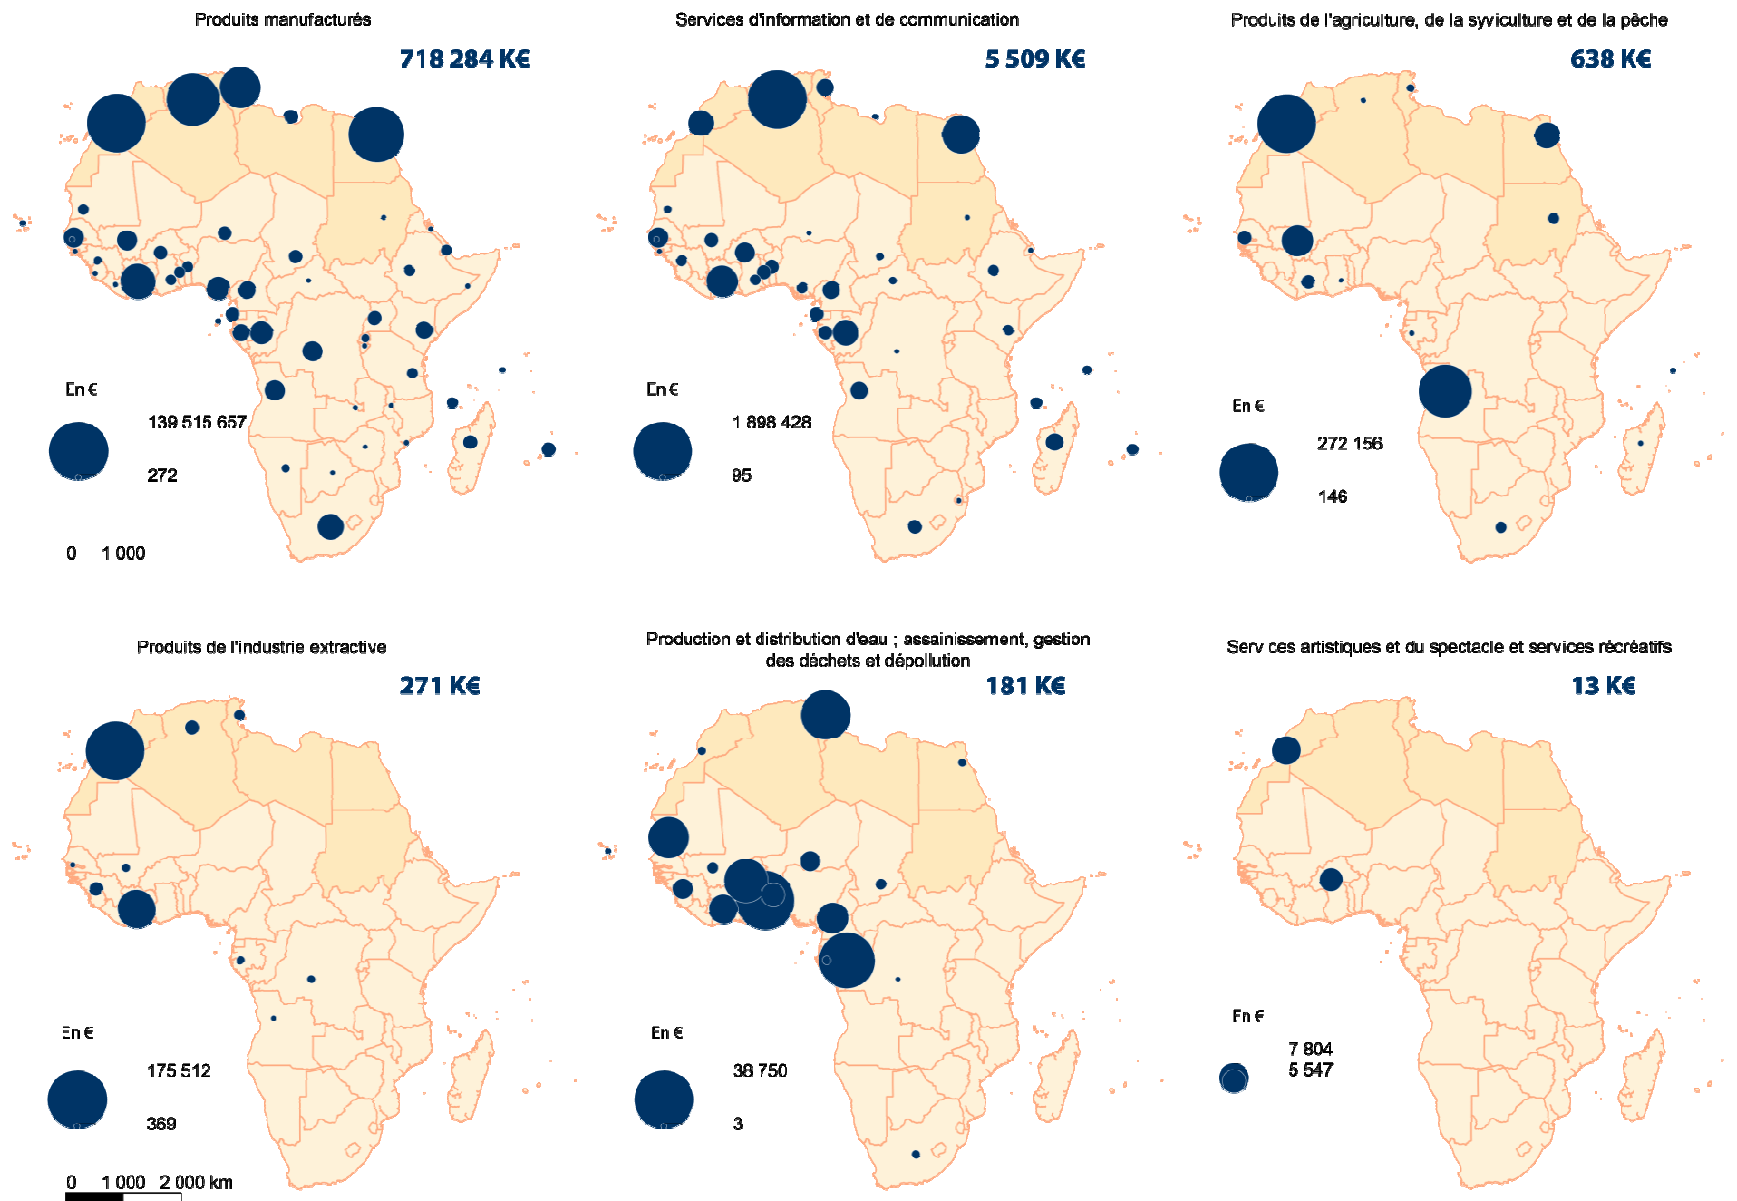 Produits manufacturés
718 284 K€
Services d'information et de communication
5 509 K€
Produits de l'agriculture, de la syviculture et de la pêche
638 K€
En €
139 515 657
272
0 1 000
En €
1 898 428
95
En €
272 156
146
Produits de l'industrie extractive
271 K€
Production et distribution d'eau ; assainissement, gestion
des déchets et dépollution
181 K€
Serv ces artistiques et du spectacle et services récréatifs
13 K€
En €
175 512
369
0 1 000 2 000 km
En €
38 750
3
En €
7 804
5 547